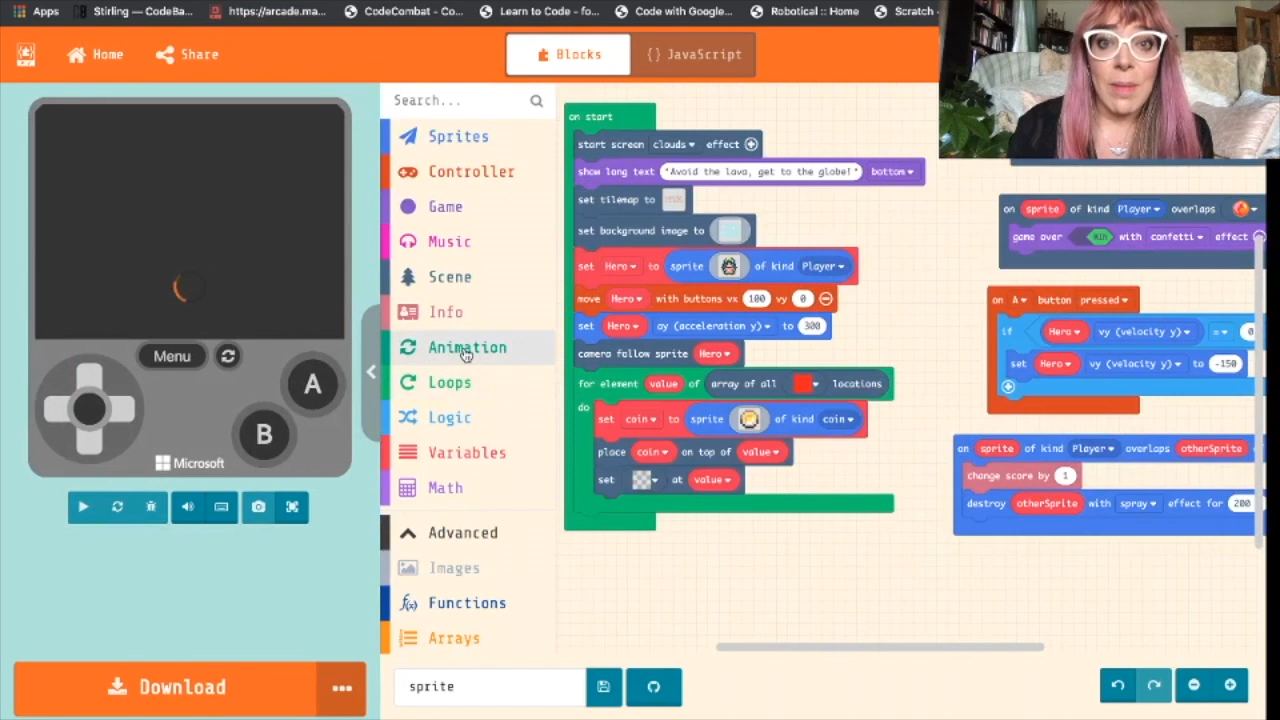 Apps Stirling — CodeBa... https://arcade.ma... CodeCombat - Co... Learn to Code - fo... Code with Google... Robotical :: Home Scratch -
Home Share Blocks {} JavaScript
Search...
Sprites
Controller
Game
Music
Scene
Info
Animation
Loops
Logic
Variables
Math
Advanced
Images
Functions
Arrays
Menu
A
B
Microsoft
Download
on start
start screen clouds effect
show long text "Avoid the lava, get to the globe!" bottom
set tilemap to
set background image to
set Hero to sprite of kind Player
move Hero with buttons vx 100 vy 0
set Hero ay (acceleration y) to 300
camera follow sprite Hero
for element value of array of all locations
do
set coin to sprite of kind coin
place coin on top of value
set at value
on sprite of kind Player overlaps
game over WIN with confetti effect
on A button pressed
if Hero vy (velocity y) = 0
set Hero vy (velocity y) to -150
on sprite of kind Player overlaps otherSprite
change score by 1
destroy otherSprite with spray effect for 200
sprite